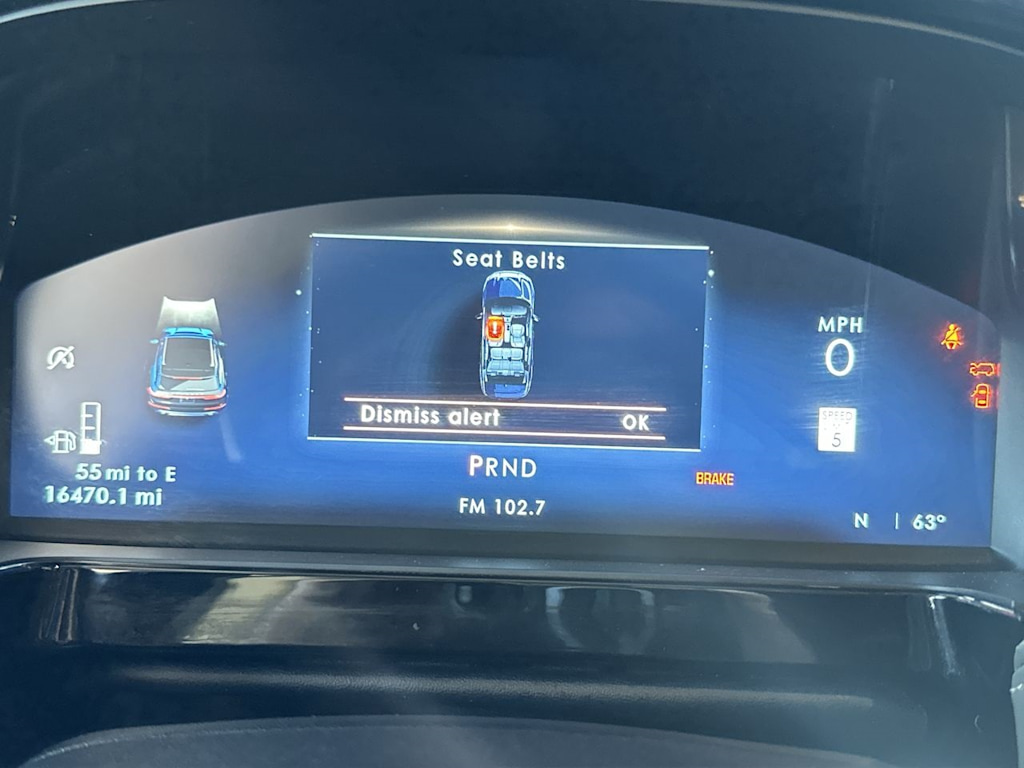 Seat Belts
Dismiss alert OK
MPH
0
SPEED
5
55 mi to E
16470.1 mi
PRND
BRAKE
FM 102.7
N | 63°